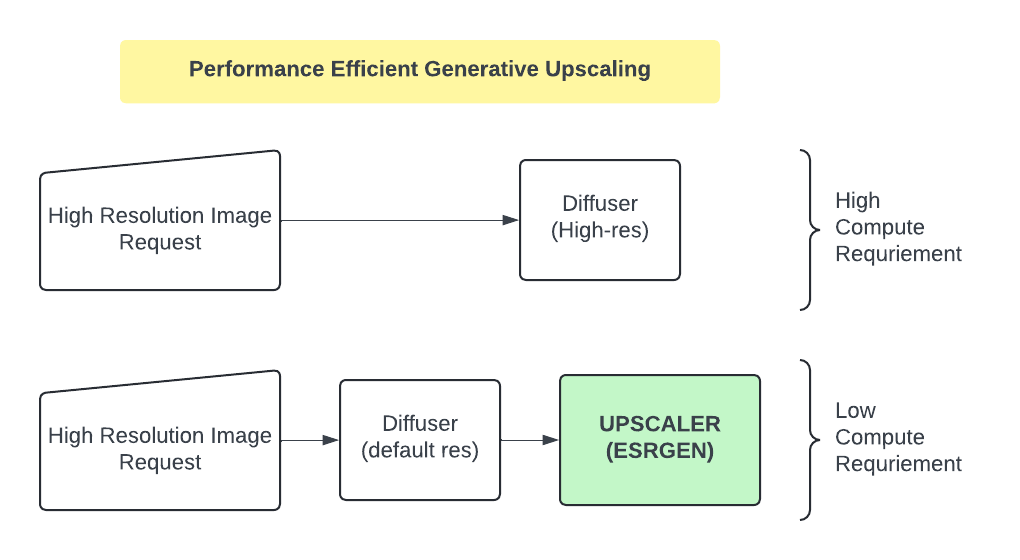 Performance Efficient Generative Upscaling
High Resolution Image
Request
Diffuser
(High-res)
High
Compute
Requriement
High Resolution Image
Request
Diffuser
(default res)
UPSCALER
(ESRGEN)
Low
Compute
Requriement